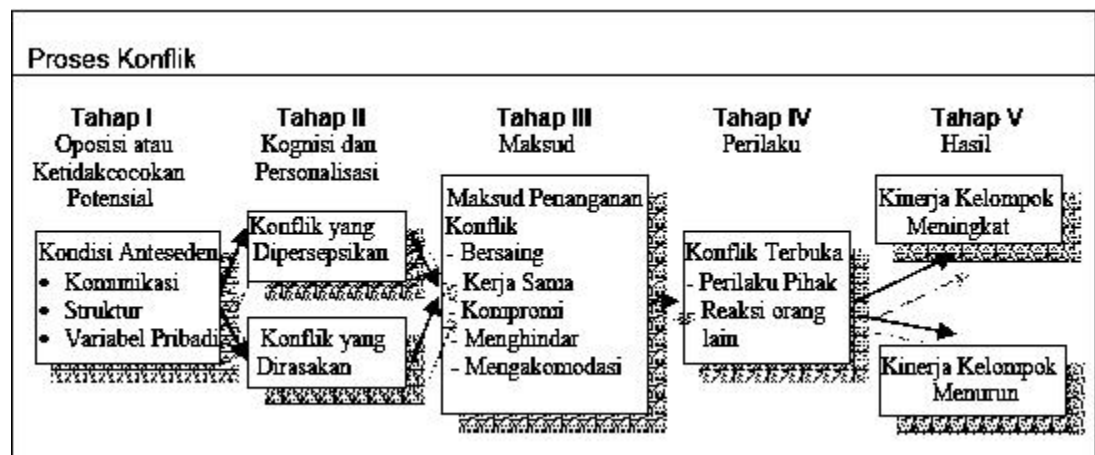 Proses Konflik
Tahap I
Oposisi atau
Ketidakcocokan
Potensial
Kondisi Anteseden
• Komunikasi
• Struktur
• Variabel Pribadi
Tahap II
Kognisi dan
Personalisasi
Konflik yang
Dipersepsikan
Konflik yang
Dirasakan
Tahap III
Maksud
Maksud Penanganan
Konflik
- Bersaing
- Kerja Sama
- Kompromi
- Menghindar
- Mengakomodasi
Tahap IV
Perilaku
Konflik Terbuka
- Perilaku Pihak
- Reaksi orang
lain
Tahap V
Hasil
Kinerja Kelompok
Meningkat
Kinerja Kelompok
Menurun